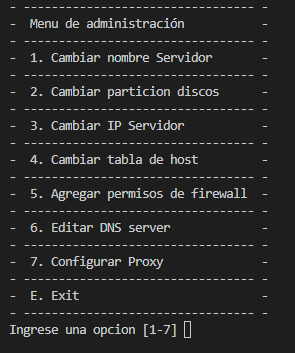 - --------------------------------- -
-  Menu de administración           -
- --------------------------------- -
-  1. Cambiar nombre Servidor       -
- --------------------------------- -
-  2. Cambiar particion discos      -
- --------------------------------- -
-  3. Cambiar IP Servidor           -
- --------------------------------- -
-  4. Cambiar tabla de host         -
- --------------------------------- -
-  5. Agregar permisos de firewall  -
- --------------------------------- -
-  6. Editar DNS server             -
- --------------------------------- -
-  7. Configurar Proxy              -
- --------------------------------- -
-  E. Exit                          -
- --------------------------------- -
Ingrese una opcion [1-7]